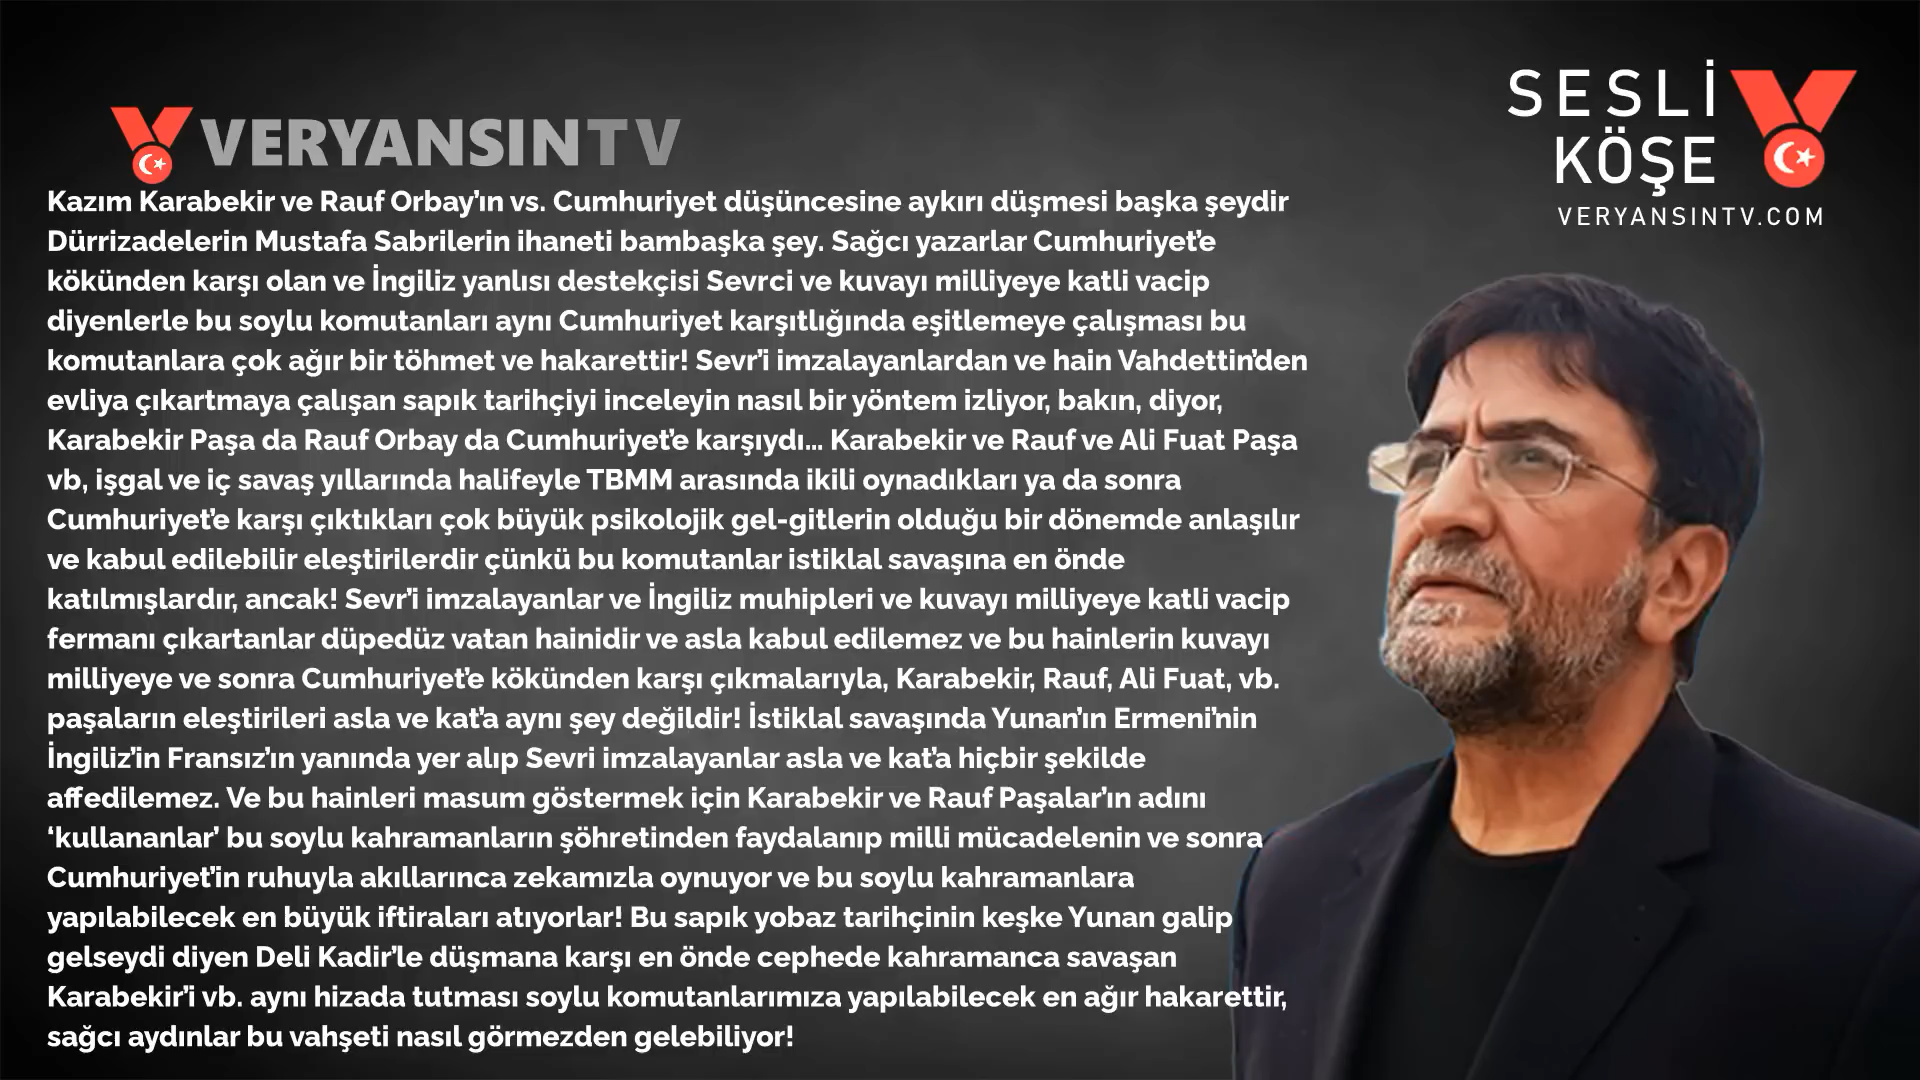 SESLİ
KÖŞE
VERYANSINTV.COM
VERYANSINTV
Kazım Karabekir ve Rauf Orbay’ın vs. Cumhuriyet düşüncesine aykırı düşmesi başka şeydir
Dürrizadelerin Mustafa Sabrilerin ihaneti bambaşka şey. Sağcı yazarlar Cumhuriyet’e
kökünden karşı olan ve İngiliz yanlısı destekçisi Sevrci ve kuvayı milliyeye katli vacip
diyenlerle bu soylu komutanları aynı Cumhuriyet karşıtlığında eşitlemeye çalışması bu
komutanlara çok ağır bir töhmet ve hakarettir! Sevr’i imzalayanlardan ve hain Vahdettin’den
evliya çıkartmaya çalışan sapık tarihçiyi inceleyin nasıl bir yöntem izliyor, bakın, diyor,
Karabekir Paşa da Rauf Orbay da Cumhuriyet’e karşıydı... Karabekir ve Rauf ve Ali Fuat Paşa
vb, işgal ve iç savaş yıllarında halifeyle TBMM arasında ikili oynadıkları ya da sonra
Cumhuriyet’e karşı çıktıkları çok büyük psikolojik gel-gitlerin olduğu bir dönemde anlaşılır
ve kabul edilebilir eleştirilerdir çünkü bu komutanlar istiklal savaşına en önde
katılmışlardır, ancak! Sevr’i imzalayanlar ve İngiliz muhipleri ve kuvayı milliyeye katli vacip
fermanı çıkartanlar düpedüz vatan hainidir ve asla kabul edilemez ve bu hainlerin kuvayı
milliyeye ve sonra Cumhuriyet’e kökünden karşı çıkmalarıyla, Karabekir, Rauf, Ali Fuat, vb.
paşaların eleştirileri asla ve kat’a aynı şey değildir! İstiklal savaşında Yunan’ın Ermeni’nin
İngiliz’in Fransız’ın yanında yer alıp Sevri imzalayanlar asla ve kat’a hiçbir şekilde
affedilemez. Ve bu hainleri masum göstermek için Karabekir ve Rauf Paşalar’ın adını
‘kullananlar’ bu soylu kahramanların şöhretinden faydalanıp milli mücadelenin ve sonra
Cumhuriyet’in ruhuyla akıllarınca zekamızla oynuyor ve bu soylu kahramanlara
yapılabilecek en büyük iftiraları atıyorlar! Bu sapık yobaz tarihçinin keşke Yunan galip
gelseydi diyen Deli Kadir’le düşmana karşı en önde cephede kahramanca savaşan
Karabekir’i vb. aynı hizada tutması soylu komutanlarımıza yapılabilecek en ağır hakarettir,
sağcı aydınlar bu vahşeti nasıl görmezden gelebiliyor!